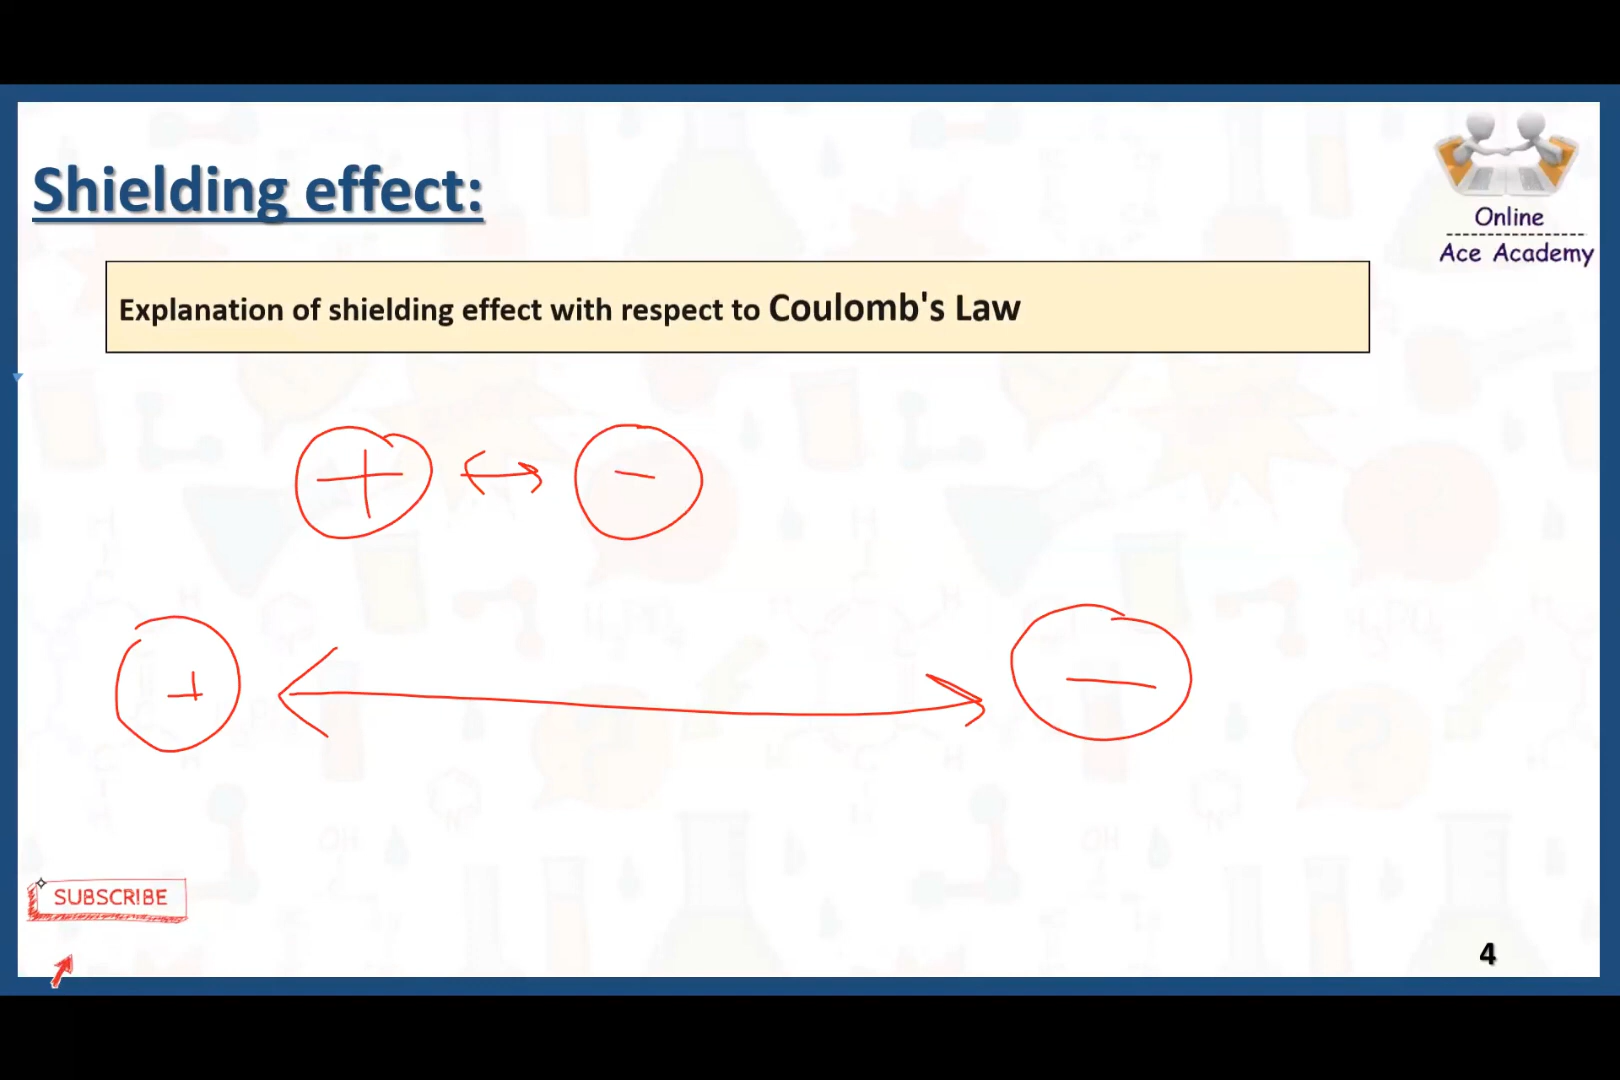 Shielding effect:
Online
Ace Academy
Explanation of shielding effect with respect to Coulomb's Law
+ -
+ -
SUBSCRIBE
4